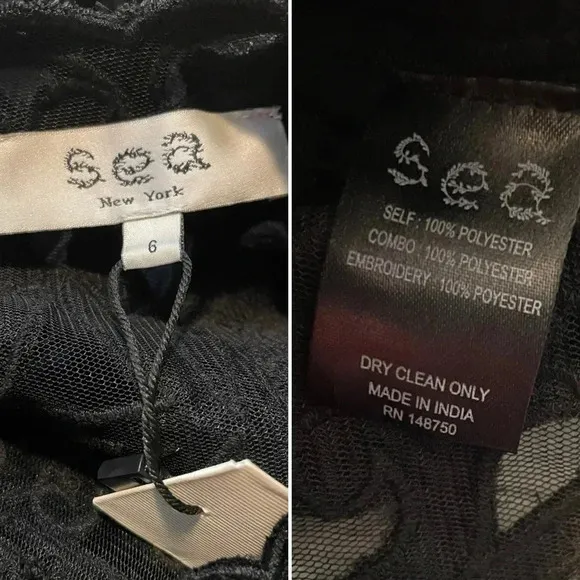 sea
New York
6
sea
SELF : 100% POLYESTER
COMBO : 100% POLYESTER
EMBROIDERY : 100% POYESTER
DRY CLEAN ONLY
MADE IN INDIA
RN 148750